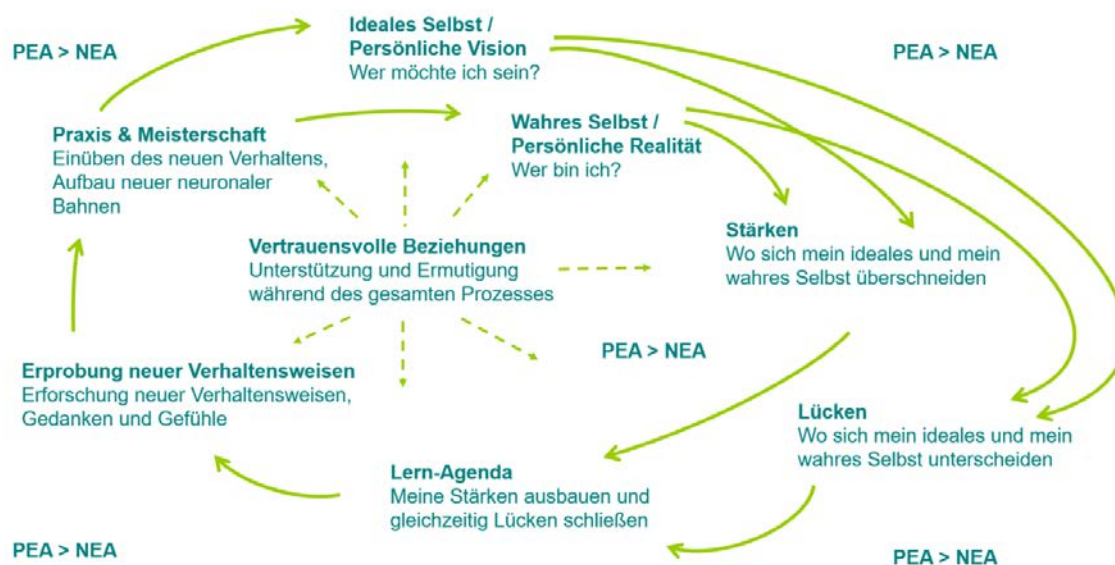 Ideales Selbst /
Persönliche Vision
Wer möchte ich sein?
PEA > NEA
PEA > NEA
Praxis & Meisterschaft
Einüben des neuen Verhaltens,
Aufbau neuer neuronaler
Bahnen
Wahres Selbst /
Persönliche Realität
Wer bin ich?
Vertrauensvolle Beziehungen
Unterstützung und Ermutigung
während des gesamten Prozesses
Stärken
Wo sich mein ideales und mein
wahres Selbst überschneiden
PEA > NEA
Erprobung neuer Verhaltensweisen
Erforschung neuer Verhaltensweisen,
Gedanken und Gefühle
Lücken
Wo sich mein ideales und mein
wahres Selbst unterscheiden
Lern-Agenda
Meine Stärken ausbauen und
gleichzeitig Lücken schließen
PEA > NEA
PEA > NEA